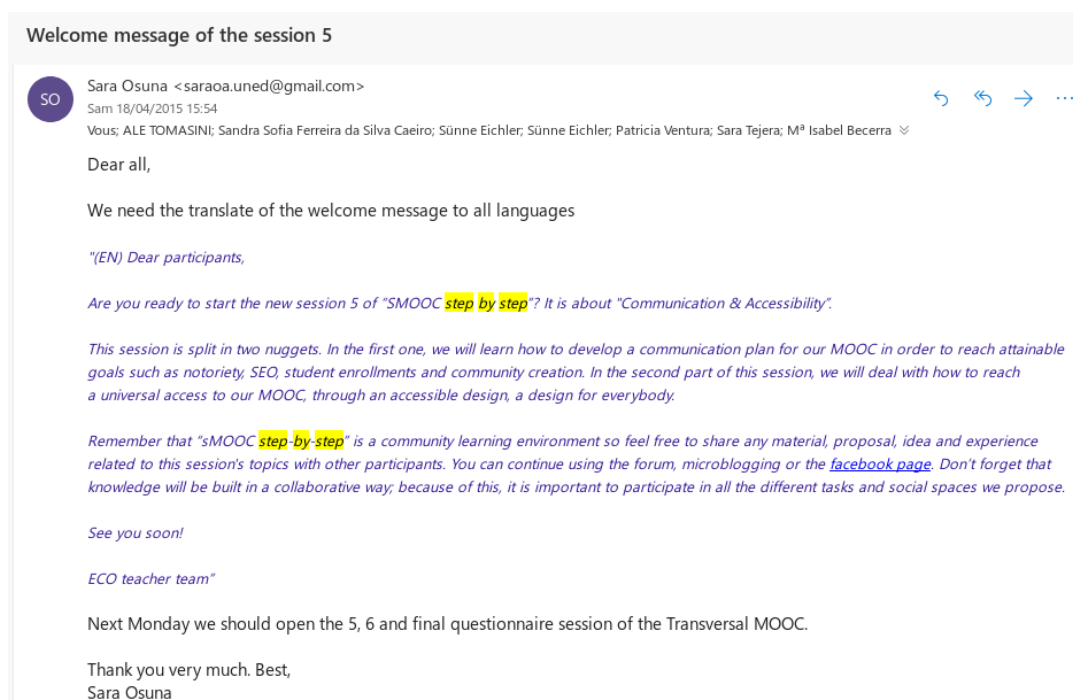 Welcome message of the session 5
SO
Sara Osuna <saraoa.uned@gmail.com>
Sam 18/04/2015 15:54
Vous; ALE TOMASINI; Sandra Sofia Ferreira da Silva Caeiro; Sünne Eichler; Sünne Eichler; Patricia Ventura; Sara Tejera; Mª Isabel Becerra
Dear all,
We need the translate of the welcome message to all languages
"(EN) Dear participants,
Are you ready to start the new session 5 of “SMOOC step by step”? It is about "Communication & Accessibility”.
This session is split in two nuggets. In the first one, we will learn how to develop a communication plan for our MOOC in order to reach attainable
goals such as notoriety, SEO, student enrollments and community creation. In the second part of this session, we will deal with how to reach
a universal access to our MOOC, through an accessible design, a design for everybody.
Remember that “sMOOC step-by-step” is a community learning environment so feel free to share any material, proposal, idea and experience
related to this session's topics with other participants. You can continue using the forum, microblogging or the facebook page. Don’t forget that
knowledge will be built in a collaborative way; because of this, it is important to participate in all the different tasks and social spaces we propose.
See you soon!
ECO teacher team”
Next Monday we should open the 5, 6 and final questionnaire session of the Transversal MOOC.
Thank you very much. Best,
Sara Osuna